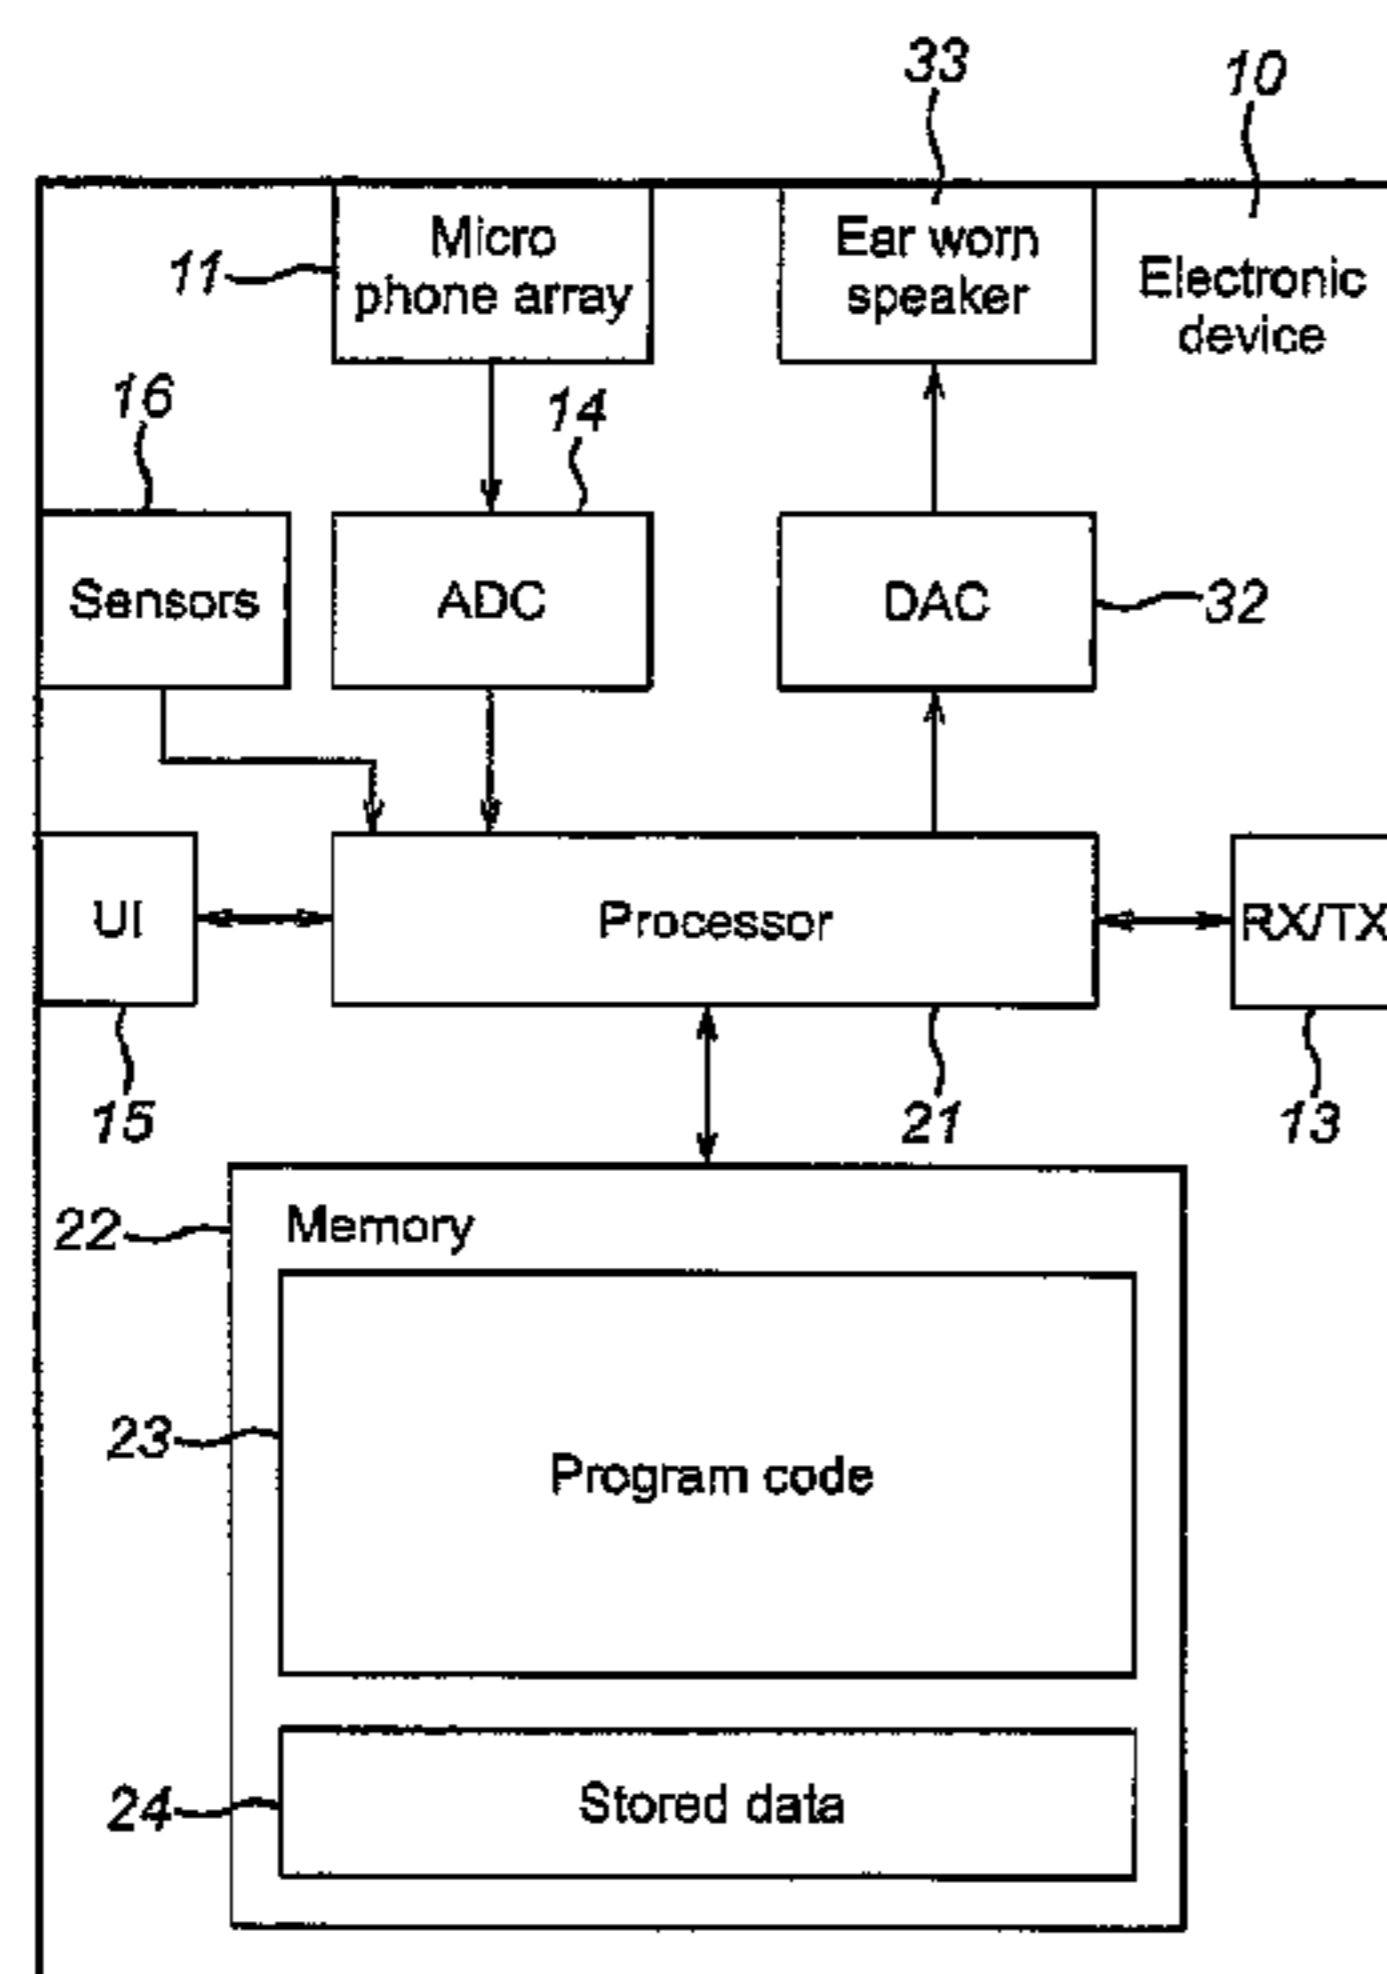 33
10
Micro
phone array
11
Ear worn
speaker
Electronic
device
16
14
Sensors
ADC
DAC
32
UI
Processor
RX/TX
15
21
13
22
Memory
23
Program code
24
Stored data